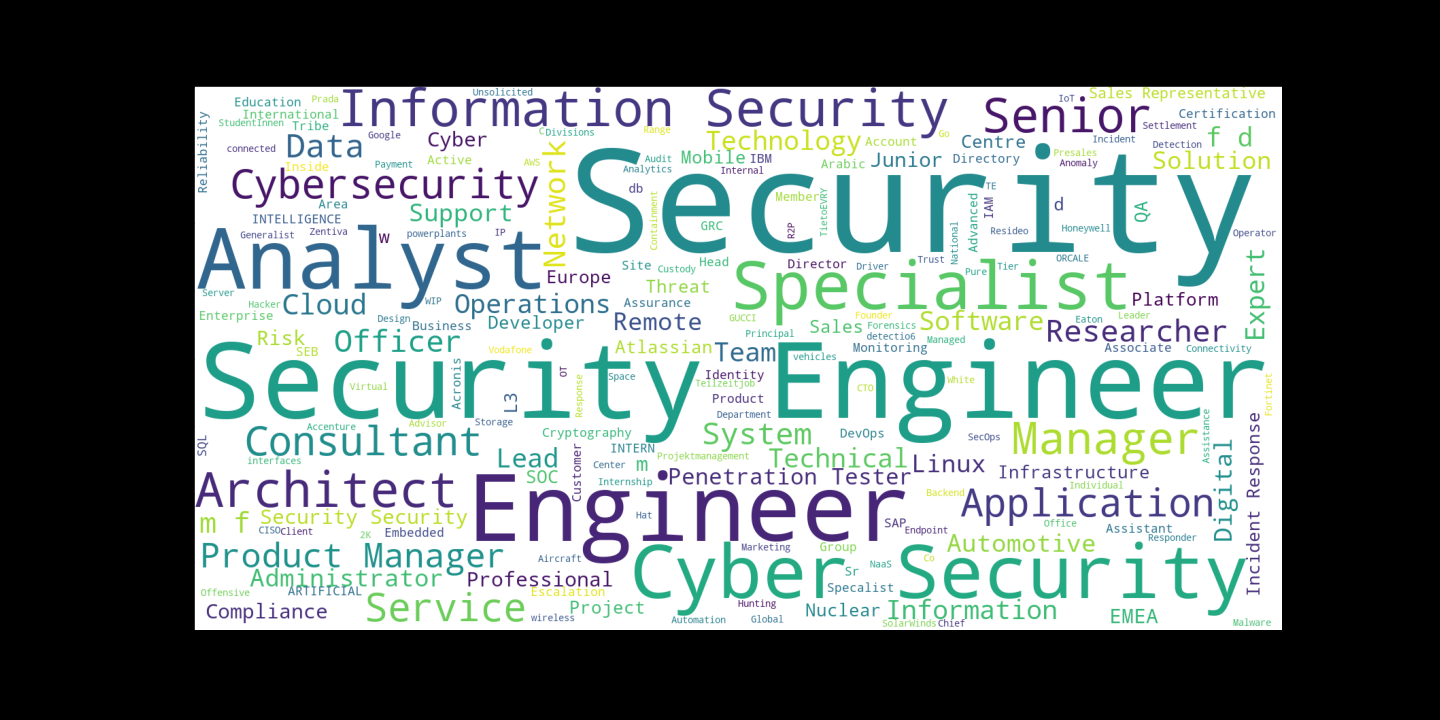 Unsolicited
Education
Prada
Information Security
Senior
IoT
Sales Representative
International
StudentInnen
Tribe
Reliability
Google
Data
Cyber
C
Divisions
Range
Technology
Account
Go
Centre
Settlement
Certification
Incident
Detection
f d
connected
Inside
Payment
Active
AWS
Network
Audit
Analytics
Mobile
IBM
Internal
Arabic
Junior
Directory
Presales
Anomaly
Solution
Cybersecurity
Security
db
Member
TE
IAM
d
QA
Area
INTELLIGENCE
Support
Containment
GRC
R2P
TietoEVRY
Advanced
National
Resideo
Honeywell
Operator
Generalist
Zentiva
w
powerplants
IP
Analyst
Europe
Site
Custody
Head
Director
Driver
Trust
Pure
Tier
ORCALE
Expert
Threat
Specialist
Platform
Server
Hacker
Enterprise
Cloud
WIP
Operations
Assurance
Design
Business
Developer
Remote
GUCCI
Principal
Sales
Founder
Forensics
detectio6
Software
Managed
Eaton
Leader
Researcher
Risk
SEB
Officer
Vodafone
Atlassian
Team
vehicles
Monitoring
Associate
Connectivity
Security Engineer
Virtual
Acronis
OT
Response
Space
Identity
Teilzeitjob
Product
Department
CTO
White
Fortinet
L3
Storage
Accenture
Advisor
SQL
Consultant
interfaces
Cryptography
System
DevOps
SecOps
Manager
Assistance
Digital
Incident Response
Lead
SOC
Customer
INTERN
Center
m
Internship
Projektmanagement
Technical
Linux
Infrastructure
Individual
Penetration Tester
Architect
Engineer
Backend
Application
m f
Security Security
CISO
Client
2K
Embedded
Hat
SAP
Endpoint
Office
Assistant
Responder
Product Manager
Aircraft
Marketing
Group
Automotive
Administrator
ARTIFICIAL
Professional
Cyber Security
Sr
NaaS
Co
Offensive
Escalation
Specalist
Compliance
Service
wireless
Project
Automation
Hunting
Global
Nuclear
Information
SolarWinds
Chief
EMEA
Malware